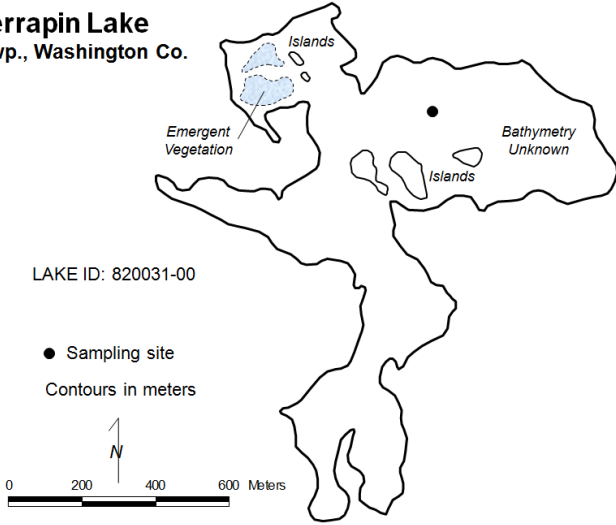 errapin Lake
wp., Washington Co.
Islands
Emergent
Vegetation
Bathymetry
Unknown
Islands
LAKE ID: 820031-00
Sampling site
Contours in meters
N
0 200 400 600 Meters